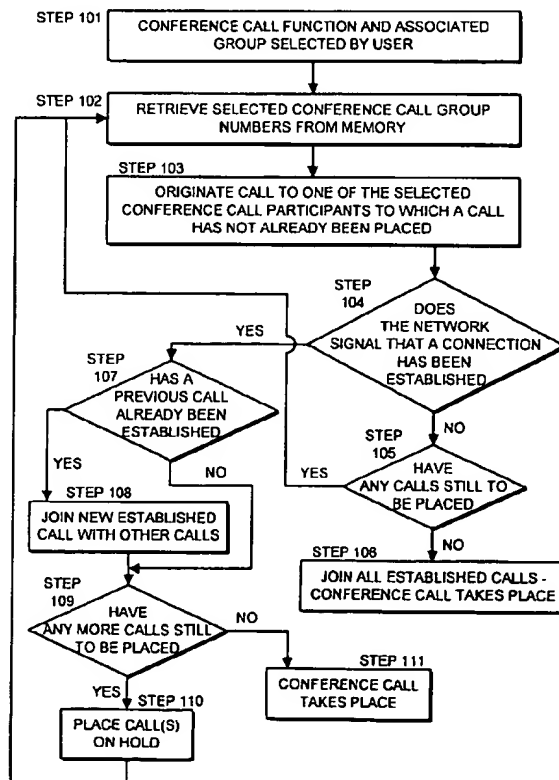 STEP 101
CONFERENCE CALL FUNCTION AND ASSOCIATED
GROUP SELECTED BY USER
STEP 102
RETRIEVE SELECTED CONFERENCE CALL GROUP
NUMBERS FROM MEMORY
STEP 103
ORIGINATE CALL TO ONE OF THE SELECTED
CONFERENCE CALL PARTICIPANTS TO WHICH A CALL
HAS NOT ALREADY BEEN PLACED
STEP
104
DOES
THE NETWORK
SIGNAL THAT A CONNECTION
HAS BEEN
ESTABLISHED
YES
NO
STEP
107
HAS A
PREVIOUS CALL
ALREADY BEEN
ESTABLISHED
YES
NO
STEP
105
HAVE
ANY CALLS STILL TO
BE PLACED
YES
NO
STEP 108
JOIN NEW ESTABLISHED
CALL WITH OTHER CALLS
STEP 106
JOIN ALL ESTABLISHED CALLS -
CONFERENCE CALL TAKES PLACE
STEP
109
HAVE
ANY MORE CALLS STILL
TO BE PLACED
NO
YES
STEP 111
CONFERENCE CALL
TAKES PLACE
STEP 110
PLACE CALL(S)
ON HOLD